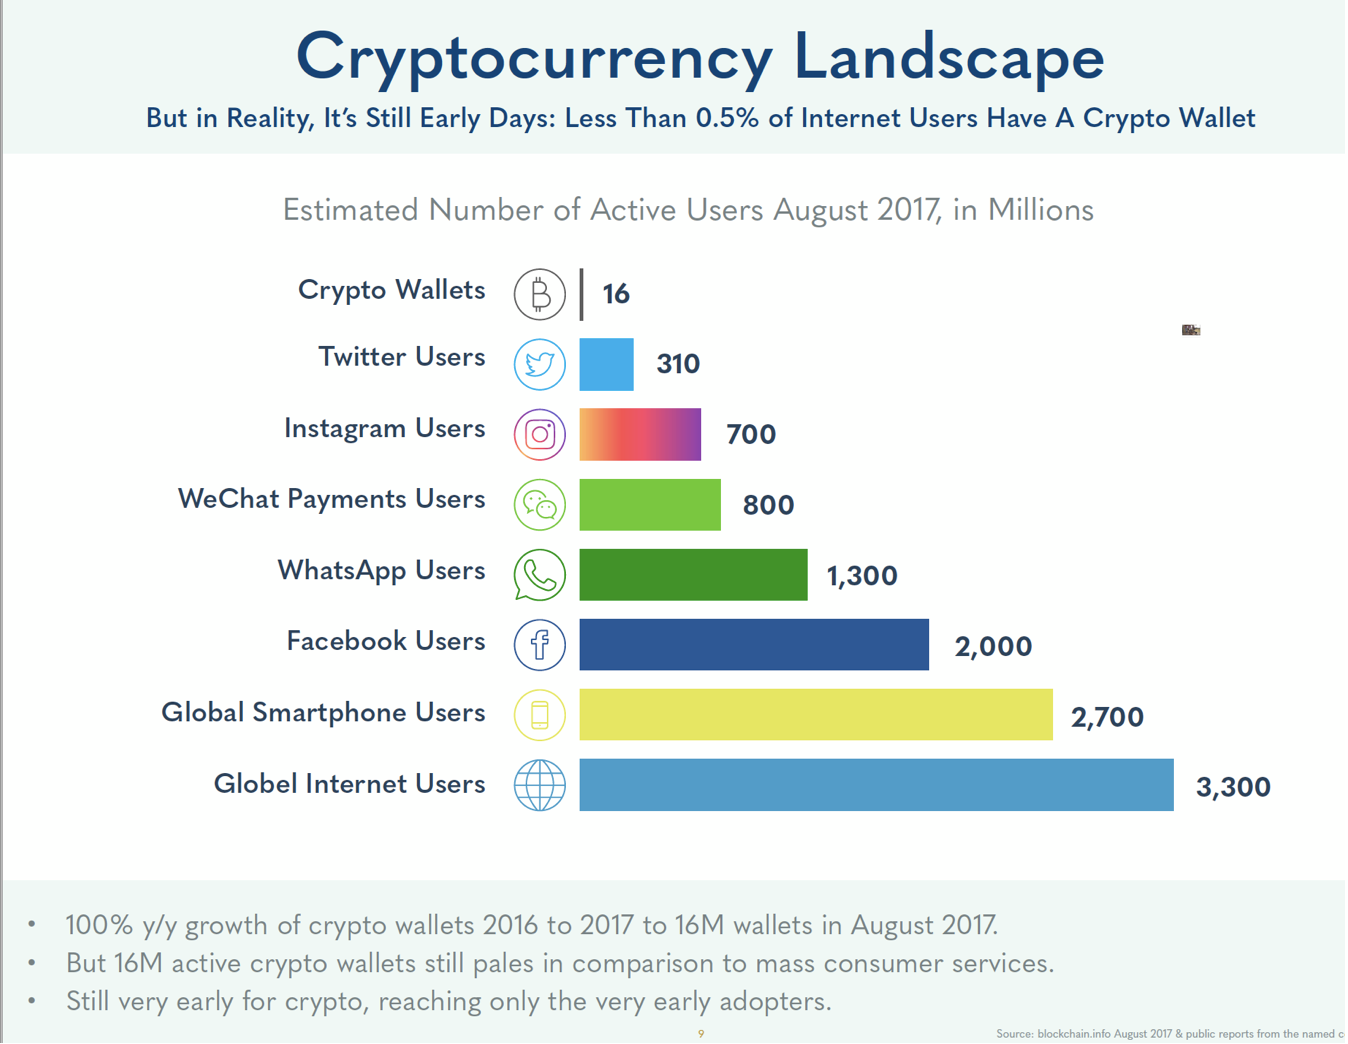 Cryptocurrency Landscape
But in Reality, It's Still Early Days: Less Than 0.5% of Internet Users Have A Crypto Wallet
Estimated Number of Active Users August 2017, in Millions
Crypto Wallets 16
Twitter Users 310
Instagram Users 700
WeChat Payments Users 800
WhatsApp Users 1,300
Facebook Users 2,000
Global Smartphone Users 2,700
Globel Internet Users 3,300
• 100% y/y growth of crypto wallets 2016 to 2017 to 16M wallets in August 2017.
• But 16M active crypto wallets still pales in comparison to mass consumer services.
• Still very early for crypto, reaching only the very early adopters.
9
Source: blockchain.info August 2017 & public reports from the named